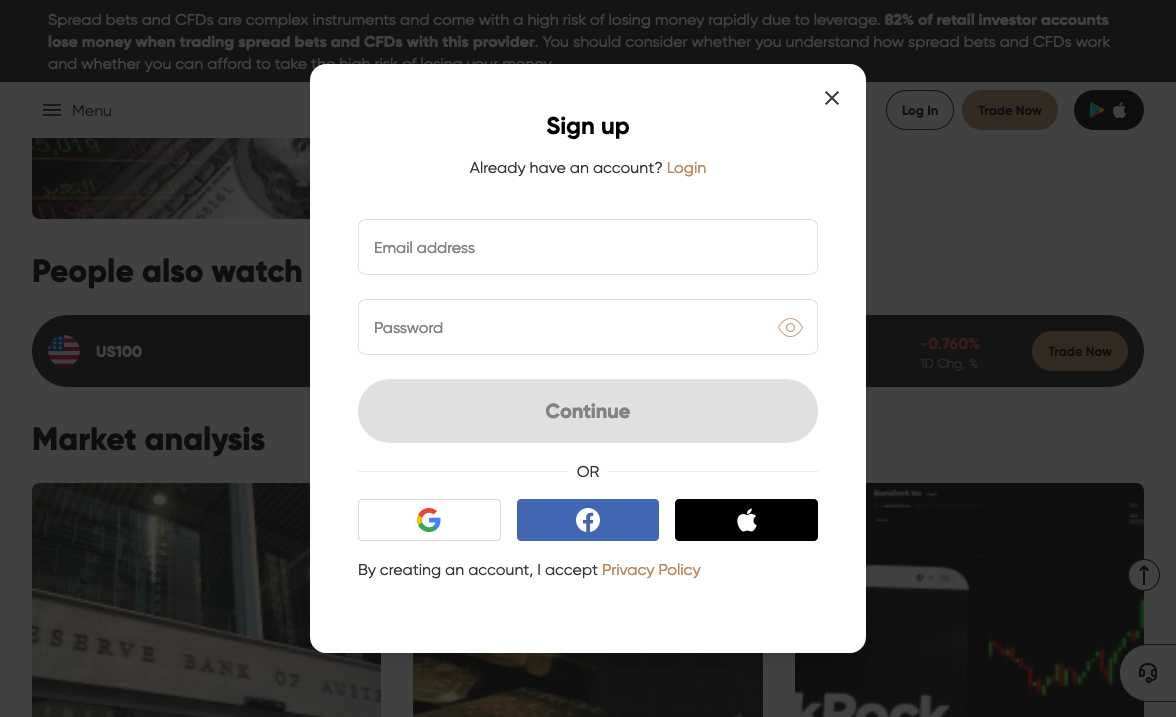 Spread bets and CFDs are complex instruments and come with a high risk of losing money rapidly due to leverage. 82% of retail investor accounts
lose money when trading spread bets and CFDs with this provider. You should consider whether you understand how spread bets and CFDs work
and whether you can afford to take the high risk of losing your money.
Menu
Log In
Trade Now
Sign up
Already have an account? Login
Email address
Password
Continue
OR
By creating an account, I accept Privacy Policy
People also watch
US100
-0.760%
1D Chg, %
Trade Now
Market analysis
ESERVE BANK OF AUST
BlackRock Inc
kRock